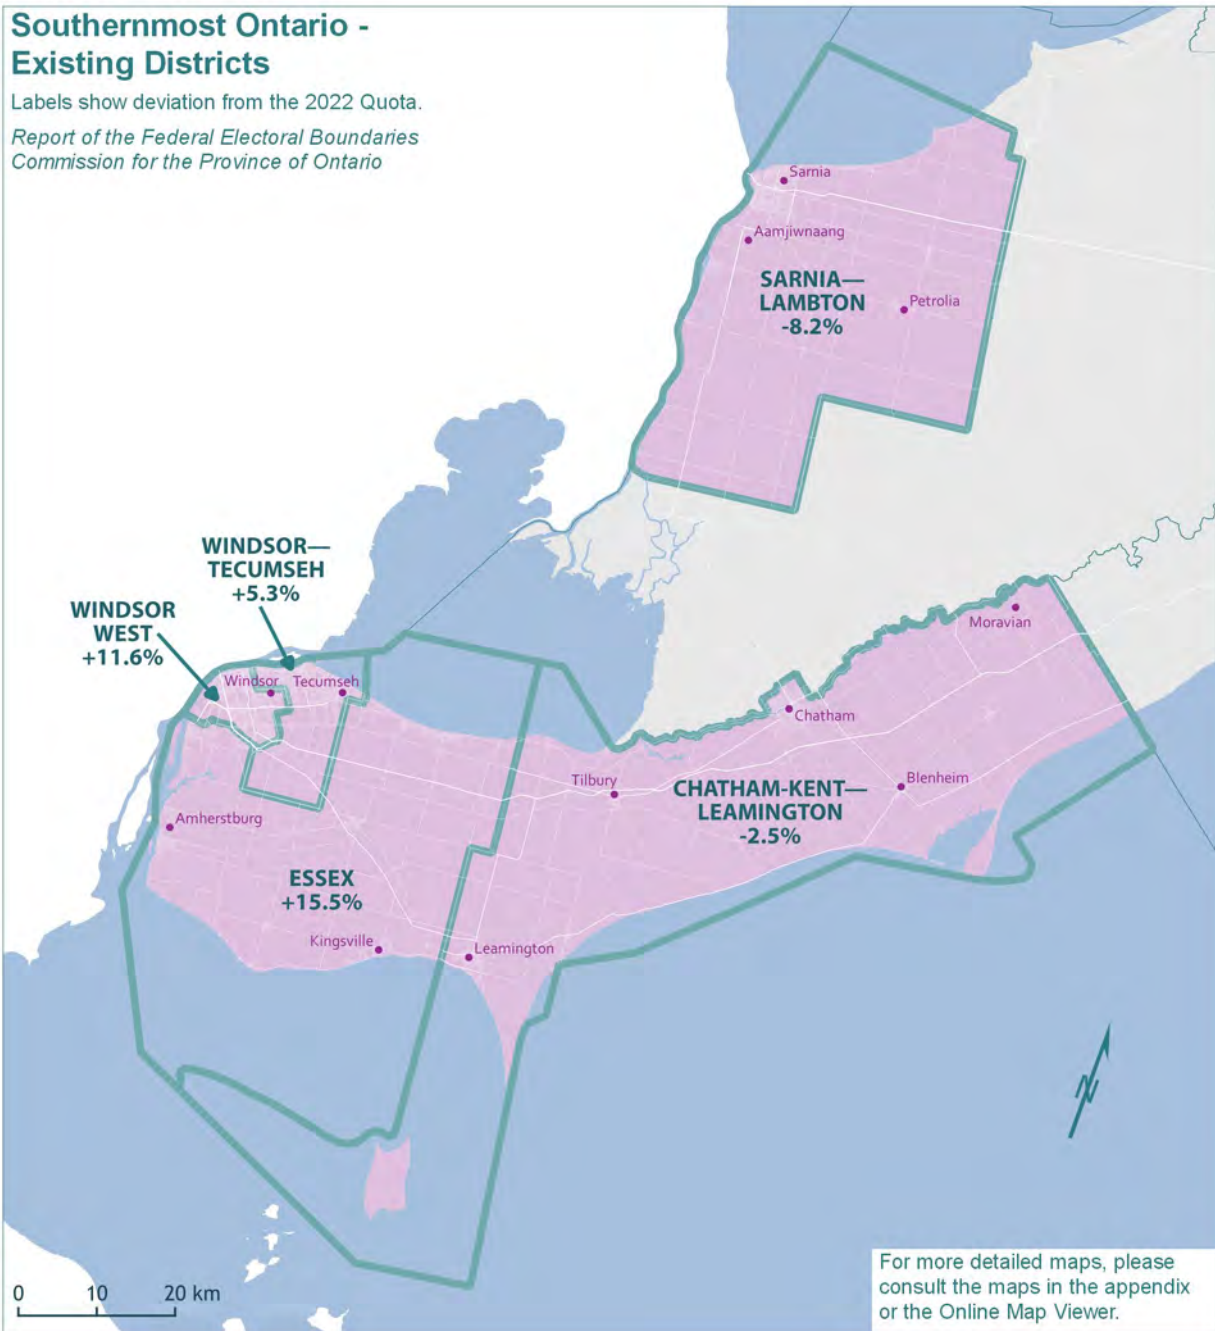 Southernmost Ontario -
Existing Districts
Labels show deviation from the 2022 Quota.
Report of the Federal Electoral Boundaries
Commission for the Province of Ontario
Sarnia
Aamjiwnaang
SARNIA—
LAMBTON
-8.2%
Petrolia
WINDSOR—
TECUMSEH
+5.3%
WINDSOR
WEST
+11.6%
Moravian
Windsor
Tecumseh
Chatham
Tilbury
CHATHAM-KENT—
LEAMINGTON
-2.5%
Blenheim
Amherstburg
ESSEX
+15.5%
Kingsville
Leamington
N
0 10 20 km
For more detailed maps, please
consult the maps in the appendix
or the Online Map Viewer.